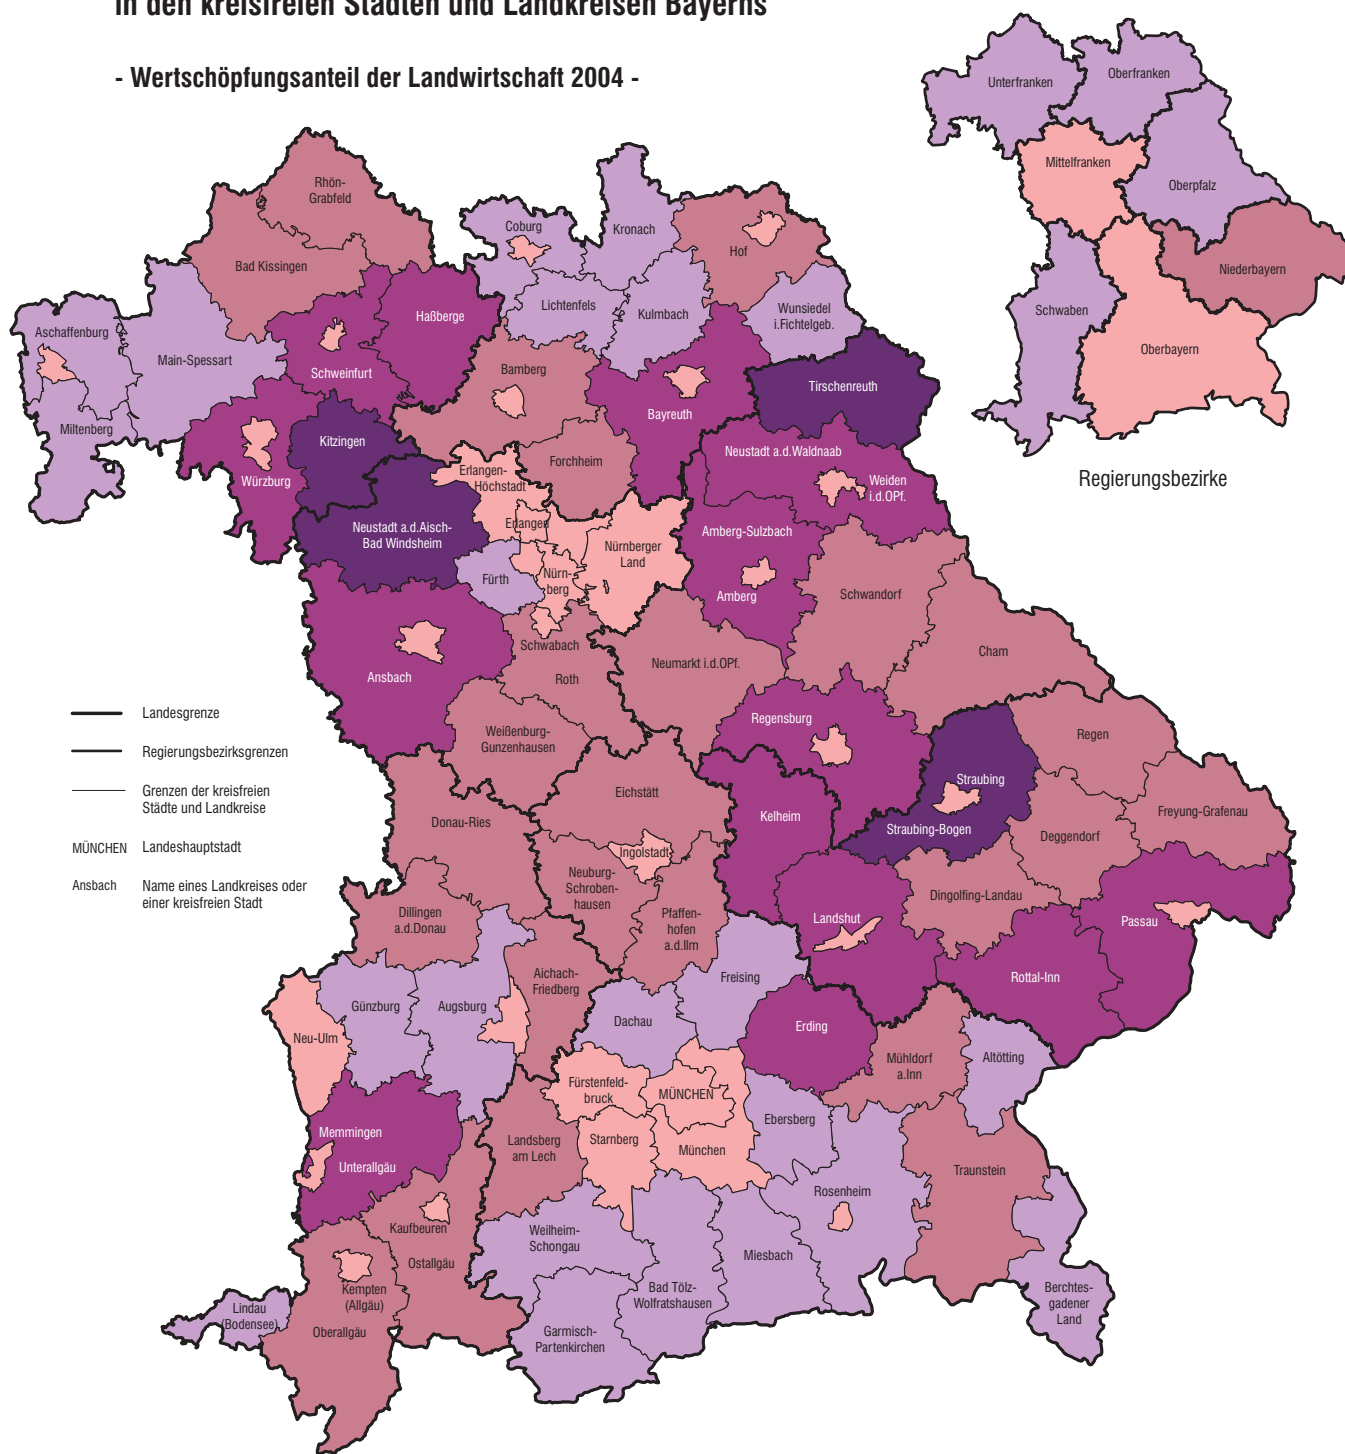 in den kreisfreien Städten und Landkreisen Bayerns
- Wertschöpfungsanteil der Landwirtschaft 2004 -
Unterfranken
Oberfranken
Mittelfranken
Oberpfalz
Niederbayern
Schwaben
Oberbayern
Regierungsbezirke
Rhön-
Grabfeld
Bad Kissingen
Coburg
Kronach
Hof
Lichtenfels
Kulmbach
Wunsiedel
i.Fichtelgeb.
Haßberge
Aschaffenburg
Main-Spessart
Schweinfurt
Bamberg
Bayreuth
Tirschenreuth
Miltenberg
Kitzingen
Würzburg
Erlangen-
Höchstadt
Forchheim
Neustadt a.d.Waldnaab
Weiden
i.d.OPf.
Neustadt a.d.Aisch-
Bad Windsheim
Erlangen
Nürnberger
Land
Amberg-Sulzbach
Fürth
Nürn-
berg
Amberg
Schwandorf
Schwabach
Roth
Neumarkt i.d.OPf.
Cham
Ansbach
Weißenburg-
Gunzenhausen
Regensburg
Regen
Landesgrenze
Regierungsbezirksgrenzen
Grenzen der kreisfreien
Städte und Landkreise
MÜNCHEN Landeshauptstadt
Ansbach Name eines Landkreises oder
einer kreisfreien Stadt
Eichstätt
Straubing
Donau-Ries
Kelheim
Straubing-Bogen
Deggendorf
Freyung-Grafenau
Ingolstadt
Neuburg-
Schroben-
hausen
Dillingen
a.d.Donau
Pfaffen-
hofen
a.d.Ilm
Landshut
Dingolfing-Landau
Passau
Aichach-
Friedberg
Freising
Rottal-Inn
Günzburg
Augsburg
Dachau
Erding
Neu-Ulm
Mühldorf
a.Inn
Altötting
Fürstenfeld-
bruck
MÜNCHEN
Ebersberg
Memmingen
Unterallgäu
Landsberg
am Lech
Starnberg
München
Traunstein
Rosenheim
Kaufbeuren
Ostallgäu
Weilheim-
Schongau
Miesbach
Bad Tölz-
Wolfratshausen
Kempten
(Allgäu)
Oberallgäu
Lindau
(Bodensee)
Garmisch-
Partenkirchen
Berchtes-
gadener
Land